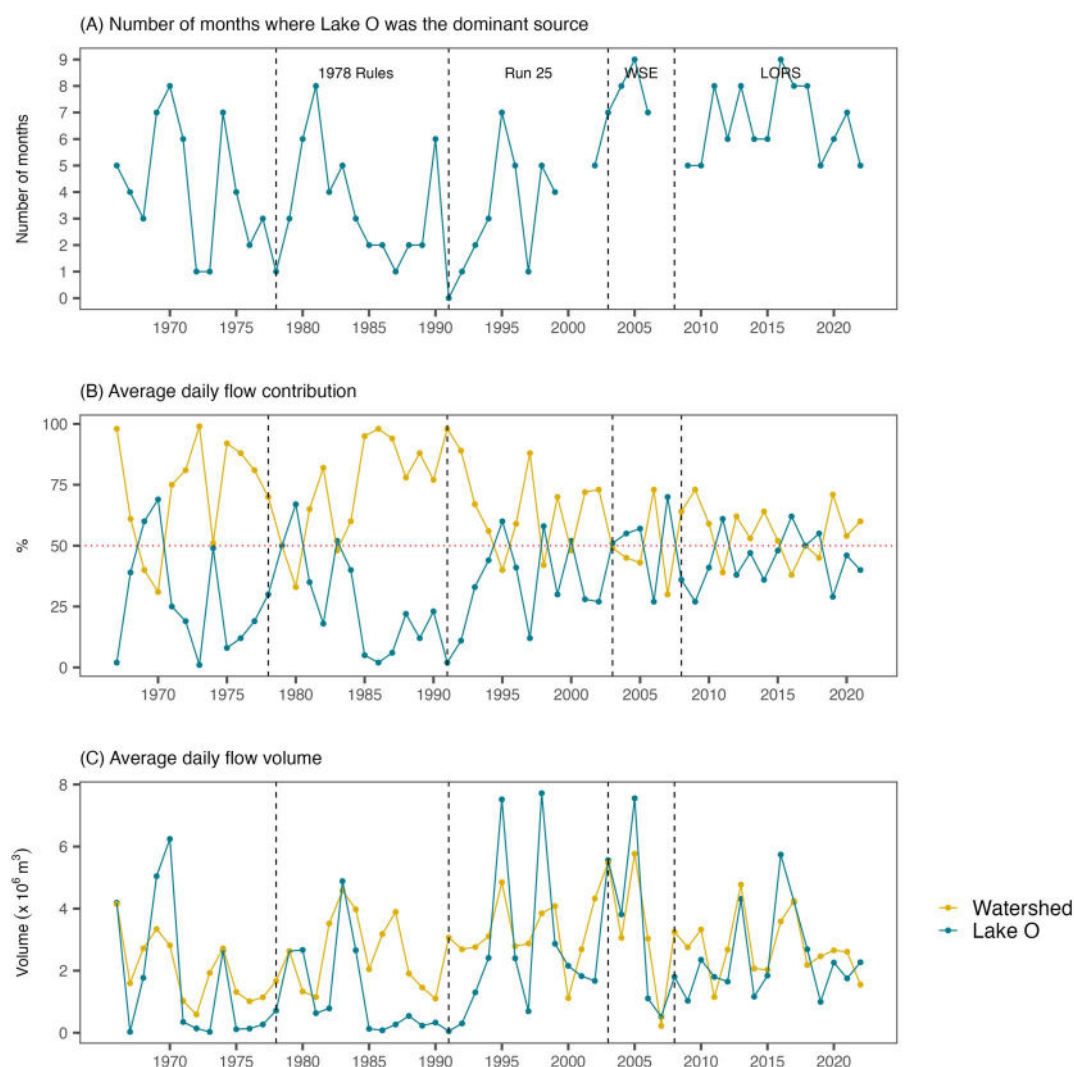 (A) Number of months where Lake O was the dominant source
1978 Rules Run 25 WSE LORS
9
8
7
6
5
4
3
2
1
0
Number of months
1970 1975 1980 1985 1990 1995 2000 2005 2010 2015 2020
(B) Average daily flow contribution
100
75
50
25
0
%
1970 1975 1980 1985 1990 1995 2000 2005 2010 2015 2020
(C) Average daily flow volume
8
6
4
2
0
Volume (x 10⁶ m³)
1970 1975 1980 1985 1990 1995 2000 2005 2010 2015 2020
Watershed
Lake O